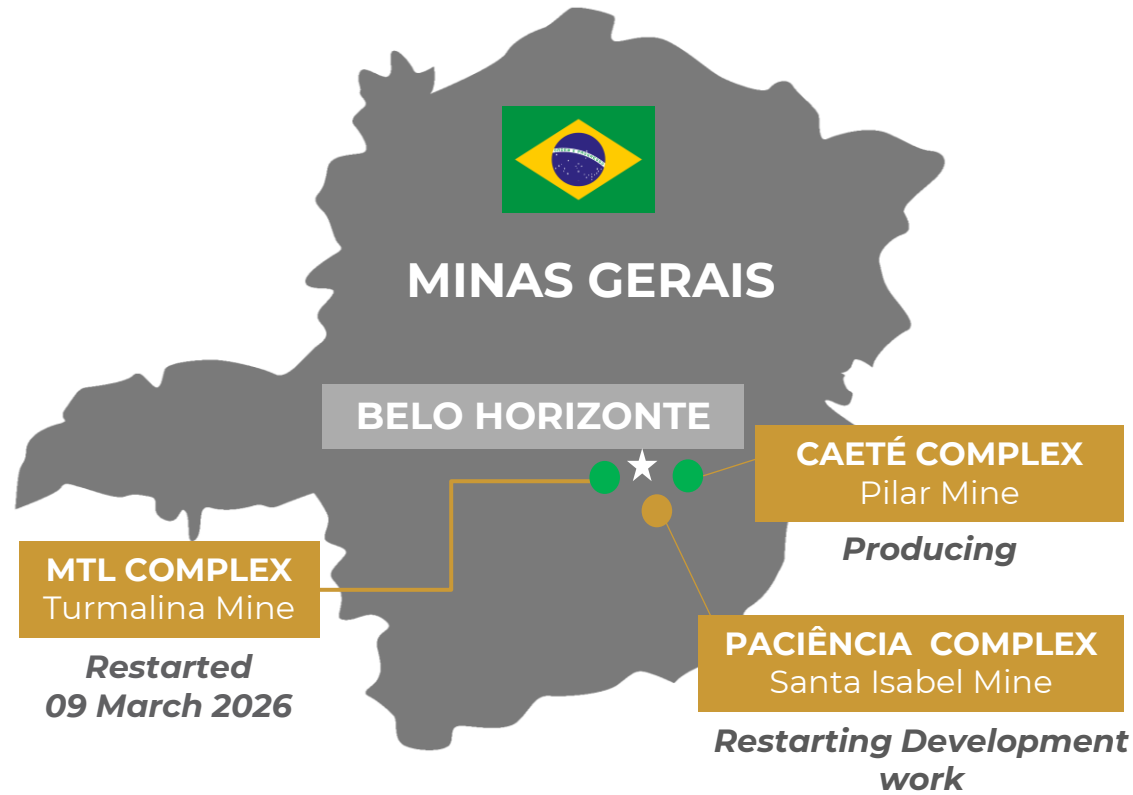 MINAS GERAIS
BELO HORIZONTE
CAETÉ COMPLEX
Pilar Mine
Producing
MTL COMPLEX
Turmalina Mine
Restarted
09 March 2026
PACIÊNCIA COMPLEX
Santa Isabel Mine
Restarting Development
work